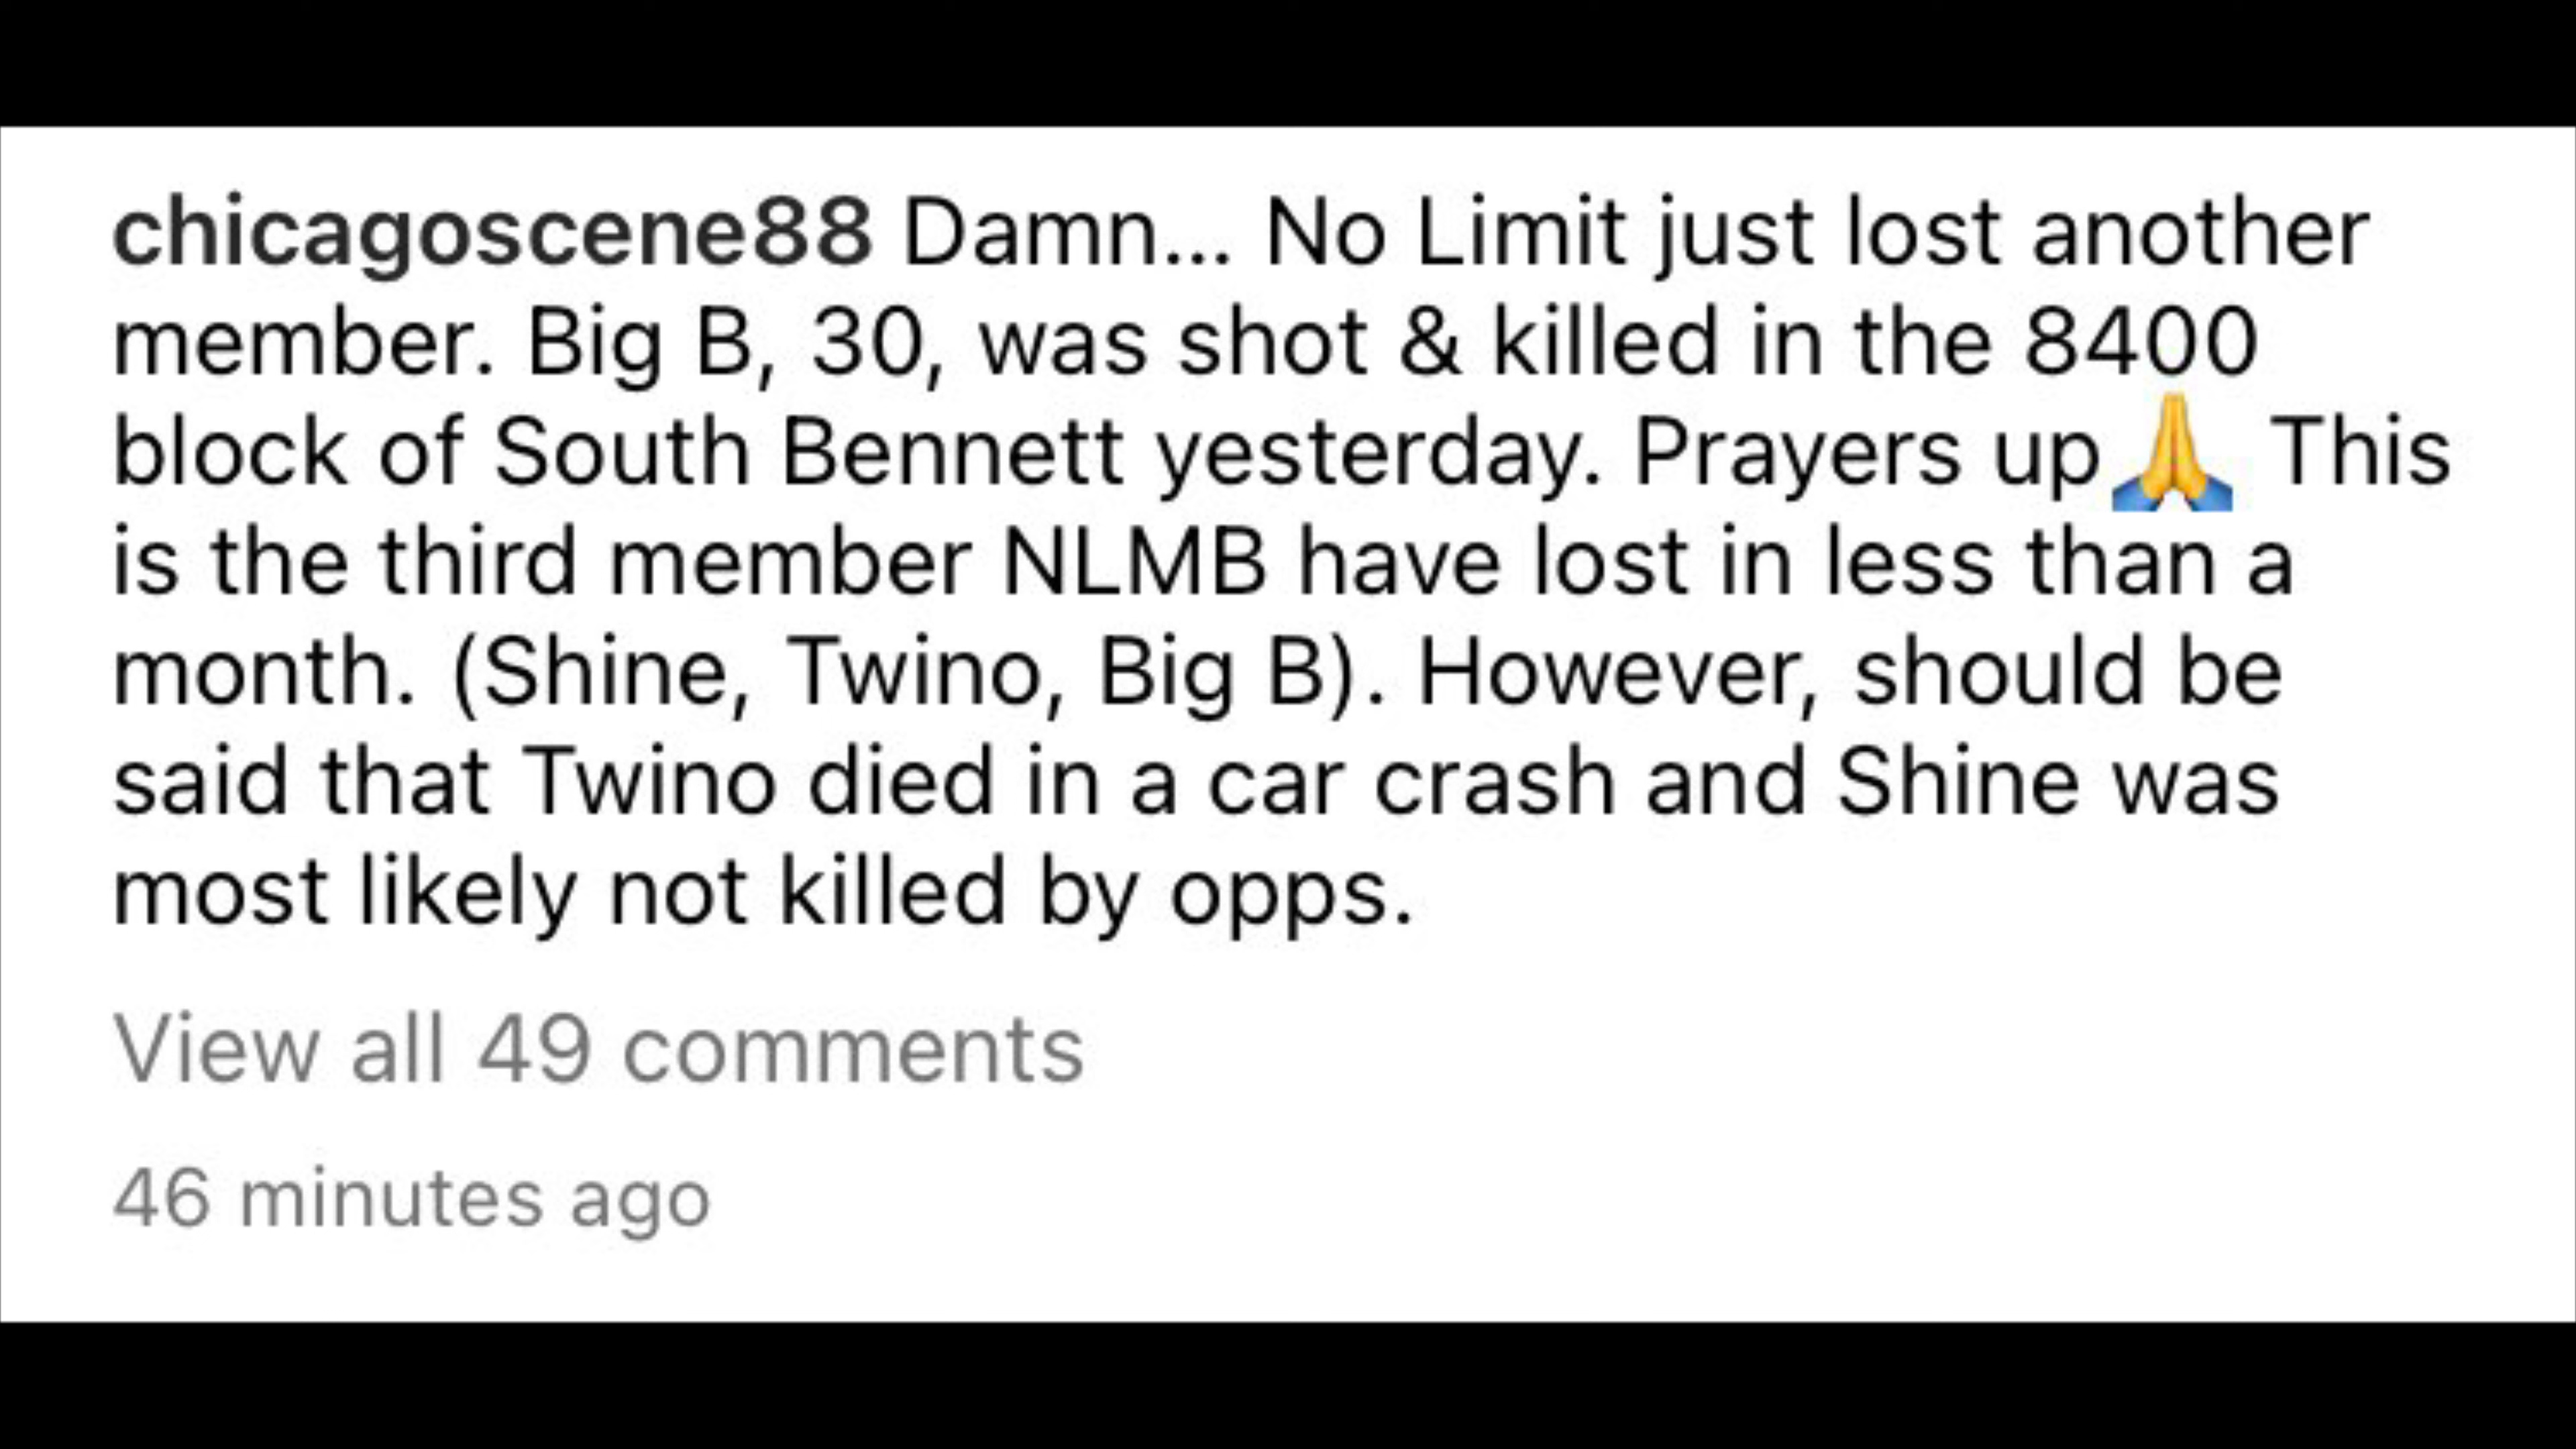 chicagoscene88 Damn... No Limit just lost another
member. Big B, 30, was shot & killed in the 8400
block of South Bennett yesterday. Prayers up🙏 This
is the third member NLMB have lost in less than a
month. (Shine, Twino, Big B). However, should be
said that Twino died in a car crash and Shine was
most likely not killed by opps.
View all 49 comments
46 minutes ago